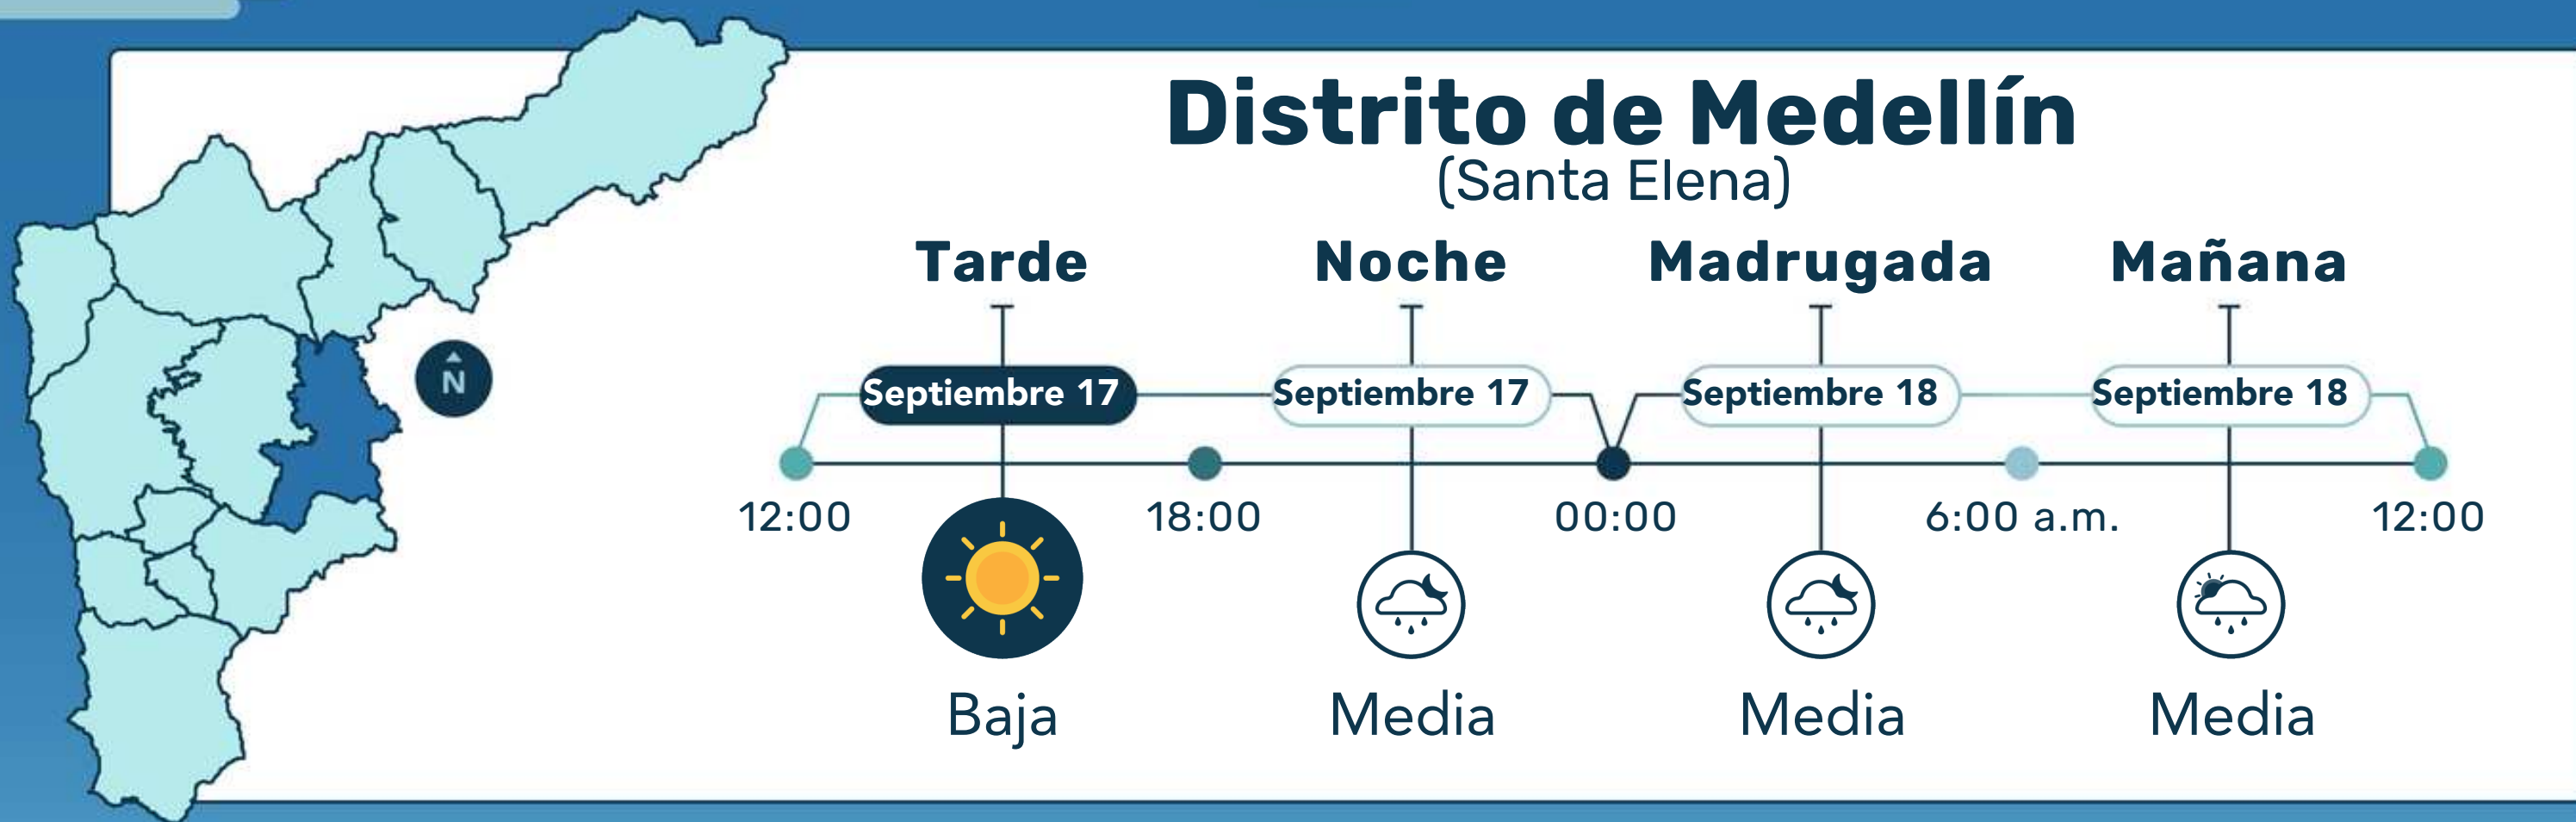 Distrito de Medellín
(Santa Elena)
Tarde Noche Madrugada Mañana
N
Septiembre 17 Septiembre 17 Septiembre 18 Septiembre 18
12:00 18:00 00:00 6:00 a.m. 12:00
Baja Media Media Media